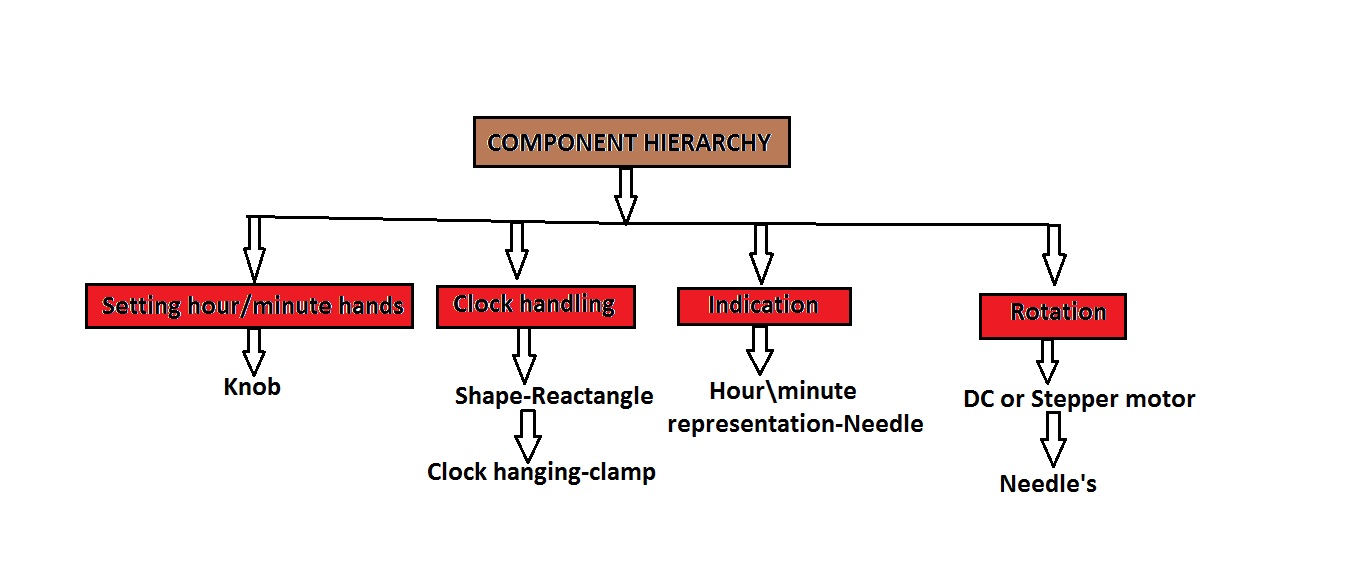 COMPONENT HIERARCHY
Setting hour/minute hands
Clock handling
Indication
Rotation
Knob
Shape-Reactangle
Hour\minute
representation-Needle
DC or Stepper motor
Clock hanging-clamp
Needle's